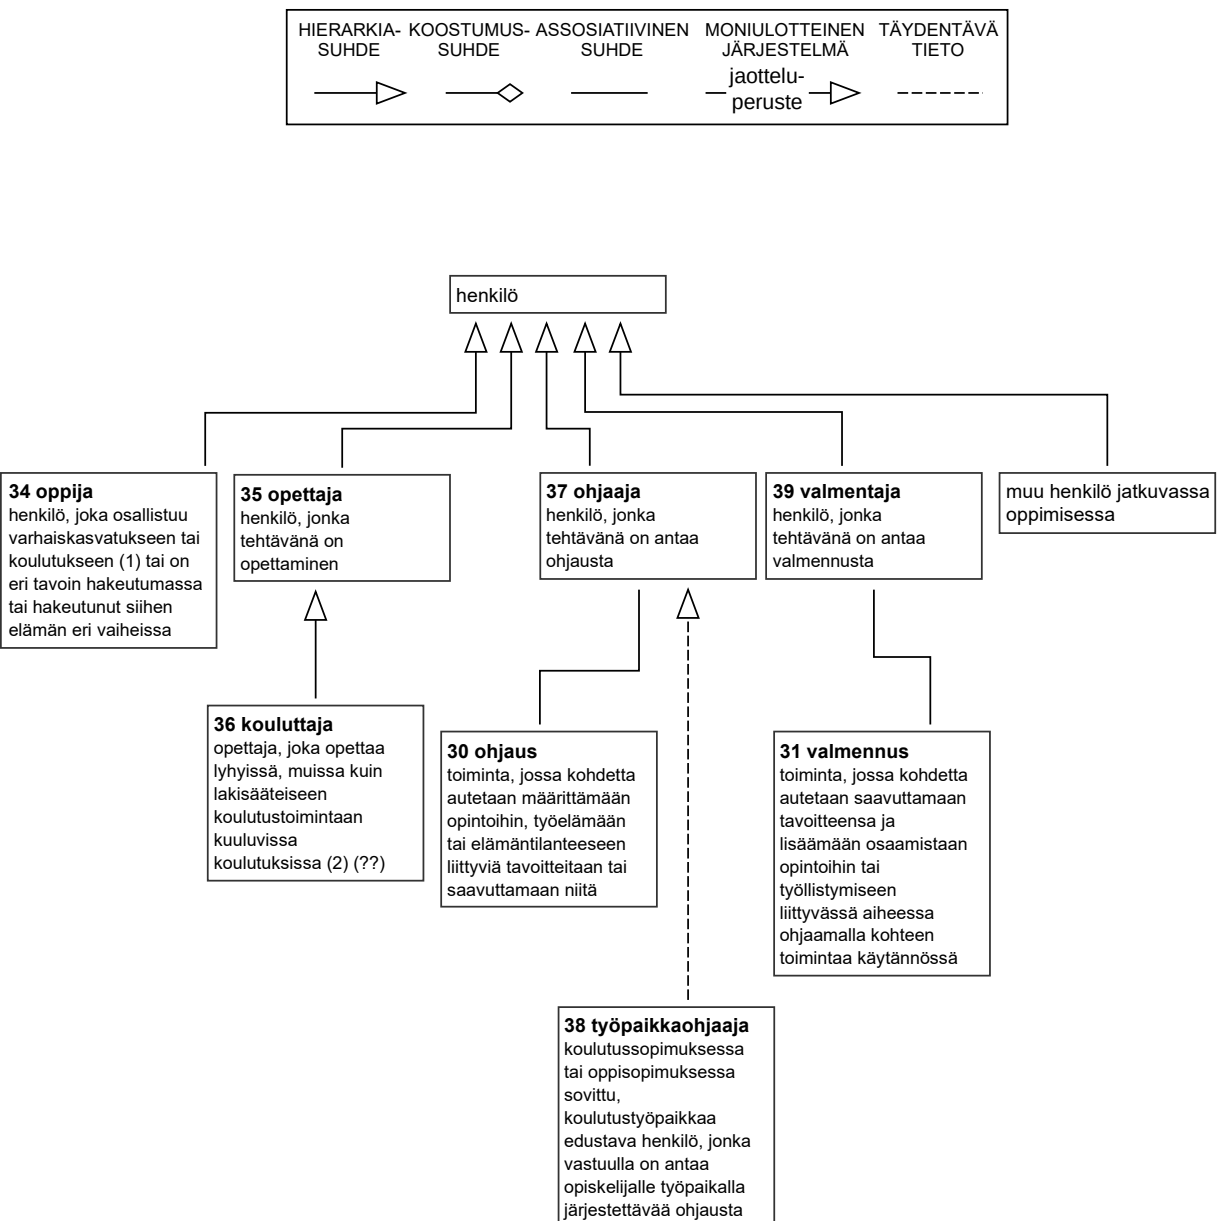 HIERARKIA-
SUHDE
KOOSTUMUS-
SUHDE
ASSOSIATIIVINEN
SUHDE
MONIULOTTEINEN
JÄRJESTELMÄ
jaottelu-
peruste
TÄYDENTÄVÄ
TIETO
henkilö
34 oppija
henkilö, joka osallistuu
varhaiskasvatukseen tai
koulutukseen (1) tai on
eri tavoin hakeutumassa
tai hakeutunut siihen
elämän eri vaiheissa
35 opettaja
henkilö, jonka
tehtävänä on
opettaminen
37 ohjaaja
henkilö, jonka
tehtävänä on antaa
ohjausta
39 valmentaja
henkilö, jonka
tehtävänä on antaa
valmennusta
muu henkilö jatkuvassa
oppimisessa
36 kouluttaja
opettaja, joka opettaa
lyhyissä, muissa kuin
lakisääteiseen
koulutustoimintaan
kuuluvissa
koulutuksissa (2) (??)
30 ohjaus
toiminta, jossa kohdetta
autetaan määrittämään
opintoihin, työelämään
tai elämäntilanteeseen
liittyviä tavoitteitaan tai
saavuttamaan niitä
31 valmennus
toiminta, jossa kohdetta
autetaan saavuttamaan
tavoitteensa ja
lisäämään osaamistaan
opintoihin tai
työllistymiseen
liittyvässä aiheessa
ohjaamalla kohteen
toimintaa käytännössä
38 työpaikkaohjaaja
koulutussopimuksessa
tai oppisopimuksessa
sovittu,
koulutustyöpaikkaa
edustava henkilö, jonka
vastuulla on antaa
opiskelijalle työpaikalla
järjestettävää ohjausta